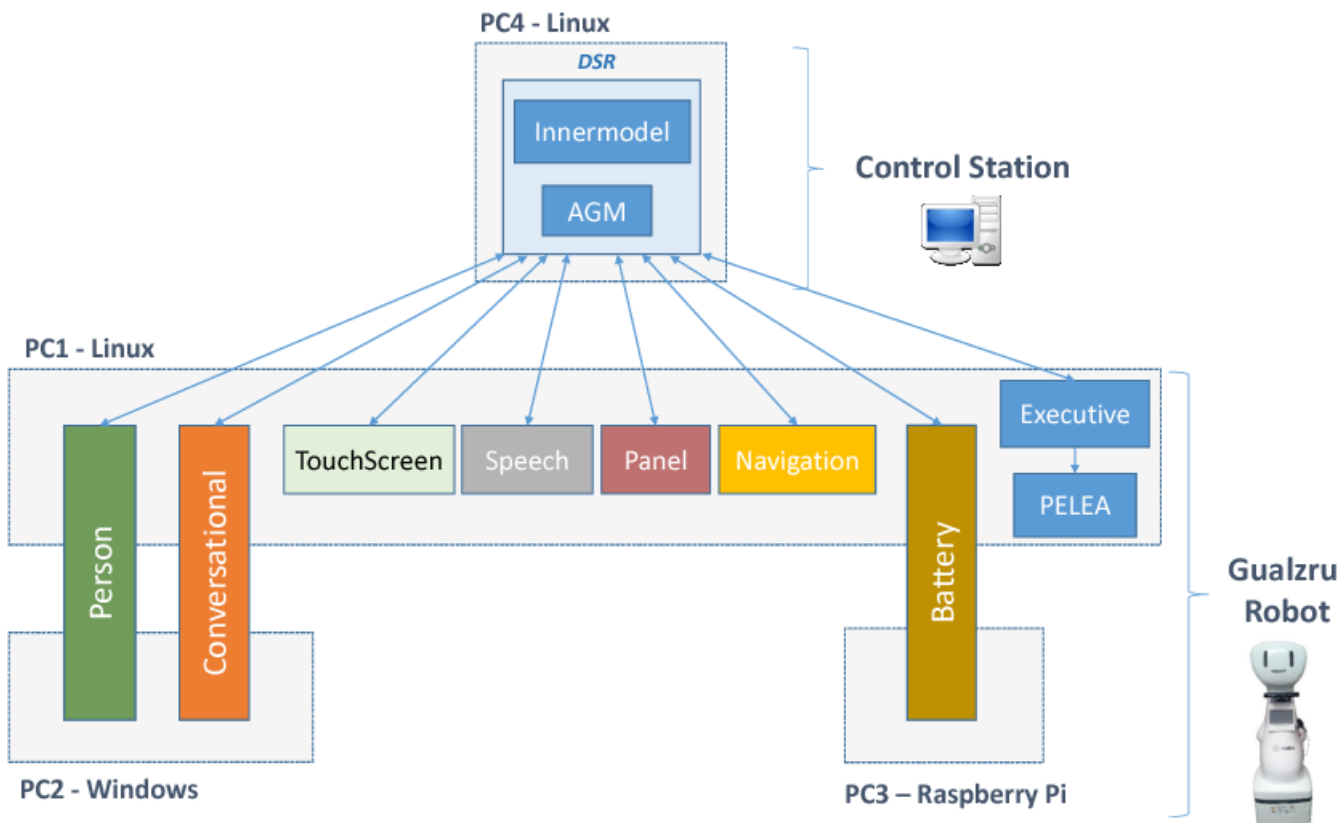 PC4 - Linux
DSR
Innermodel
AGM
Control Station
PC1 - Linux
Person
Conversational
TouchScreen
Speech
Panel
Navigation
Battery
Executive
PELEA
Gualzru
Robot
PC2 - Windows
PC3 – Raspberry Pi